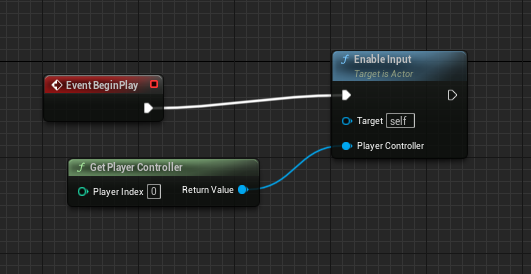 Event BeginPlay
f Enable Input
Target is Actor
Target self
Player Controller
f Get Player Controller
Player Index 0 Return Value